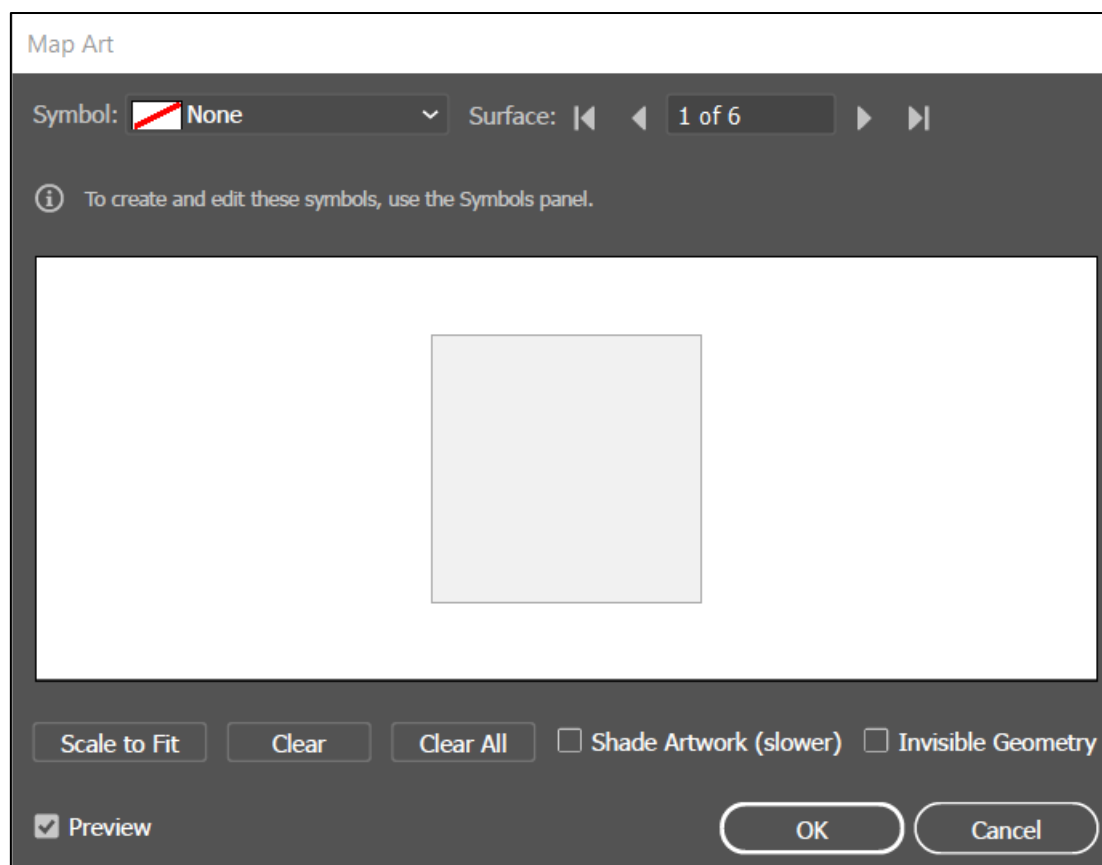 Map Art
Symbol: None Surface: 1 of 6
To create and edit these symbols, use the Symbols panel.
Scale to Fit Clear Clear All Shade Artwork (slower) Invisible Geometry
Preview OK Cancel